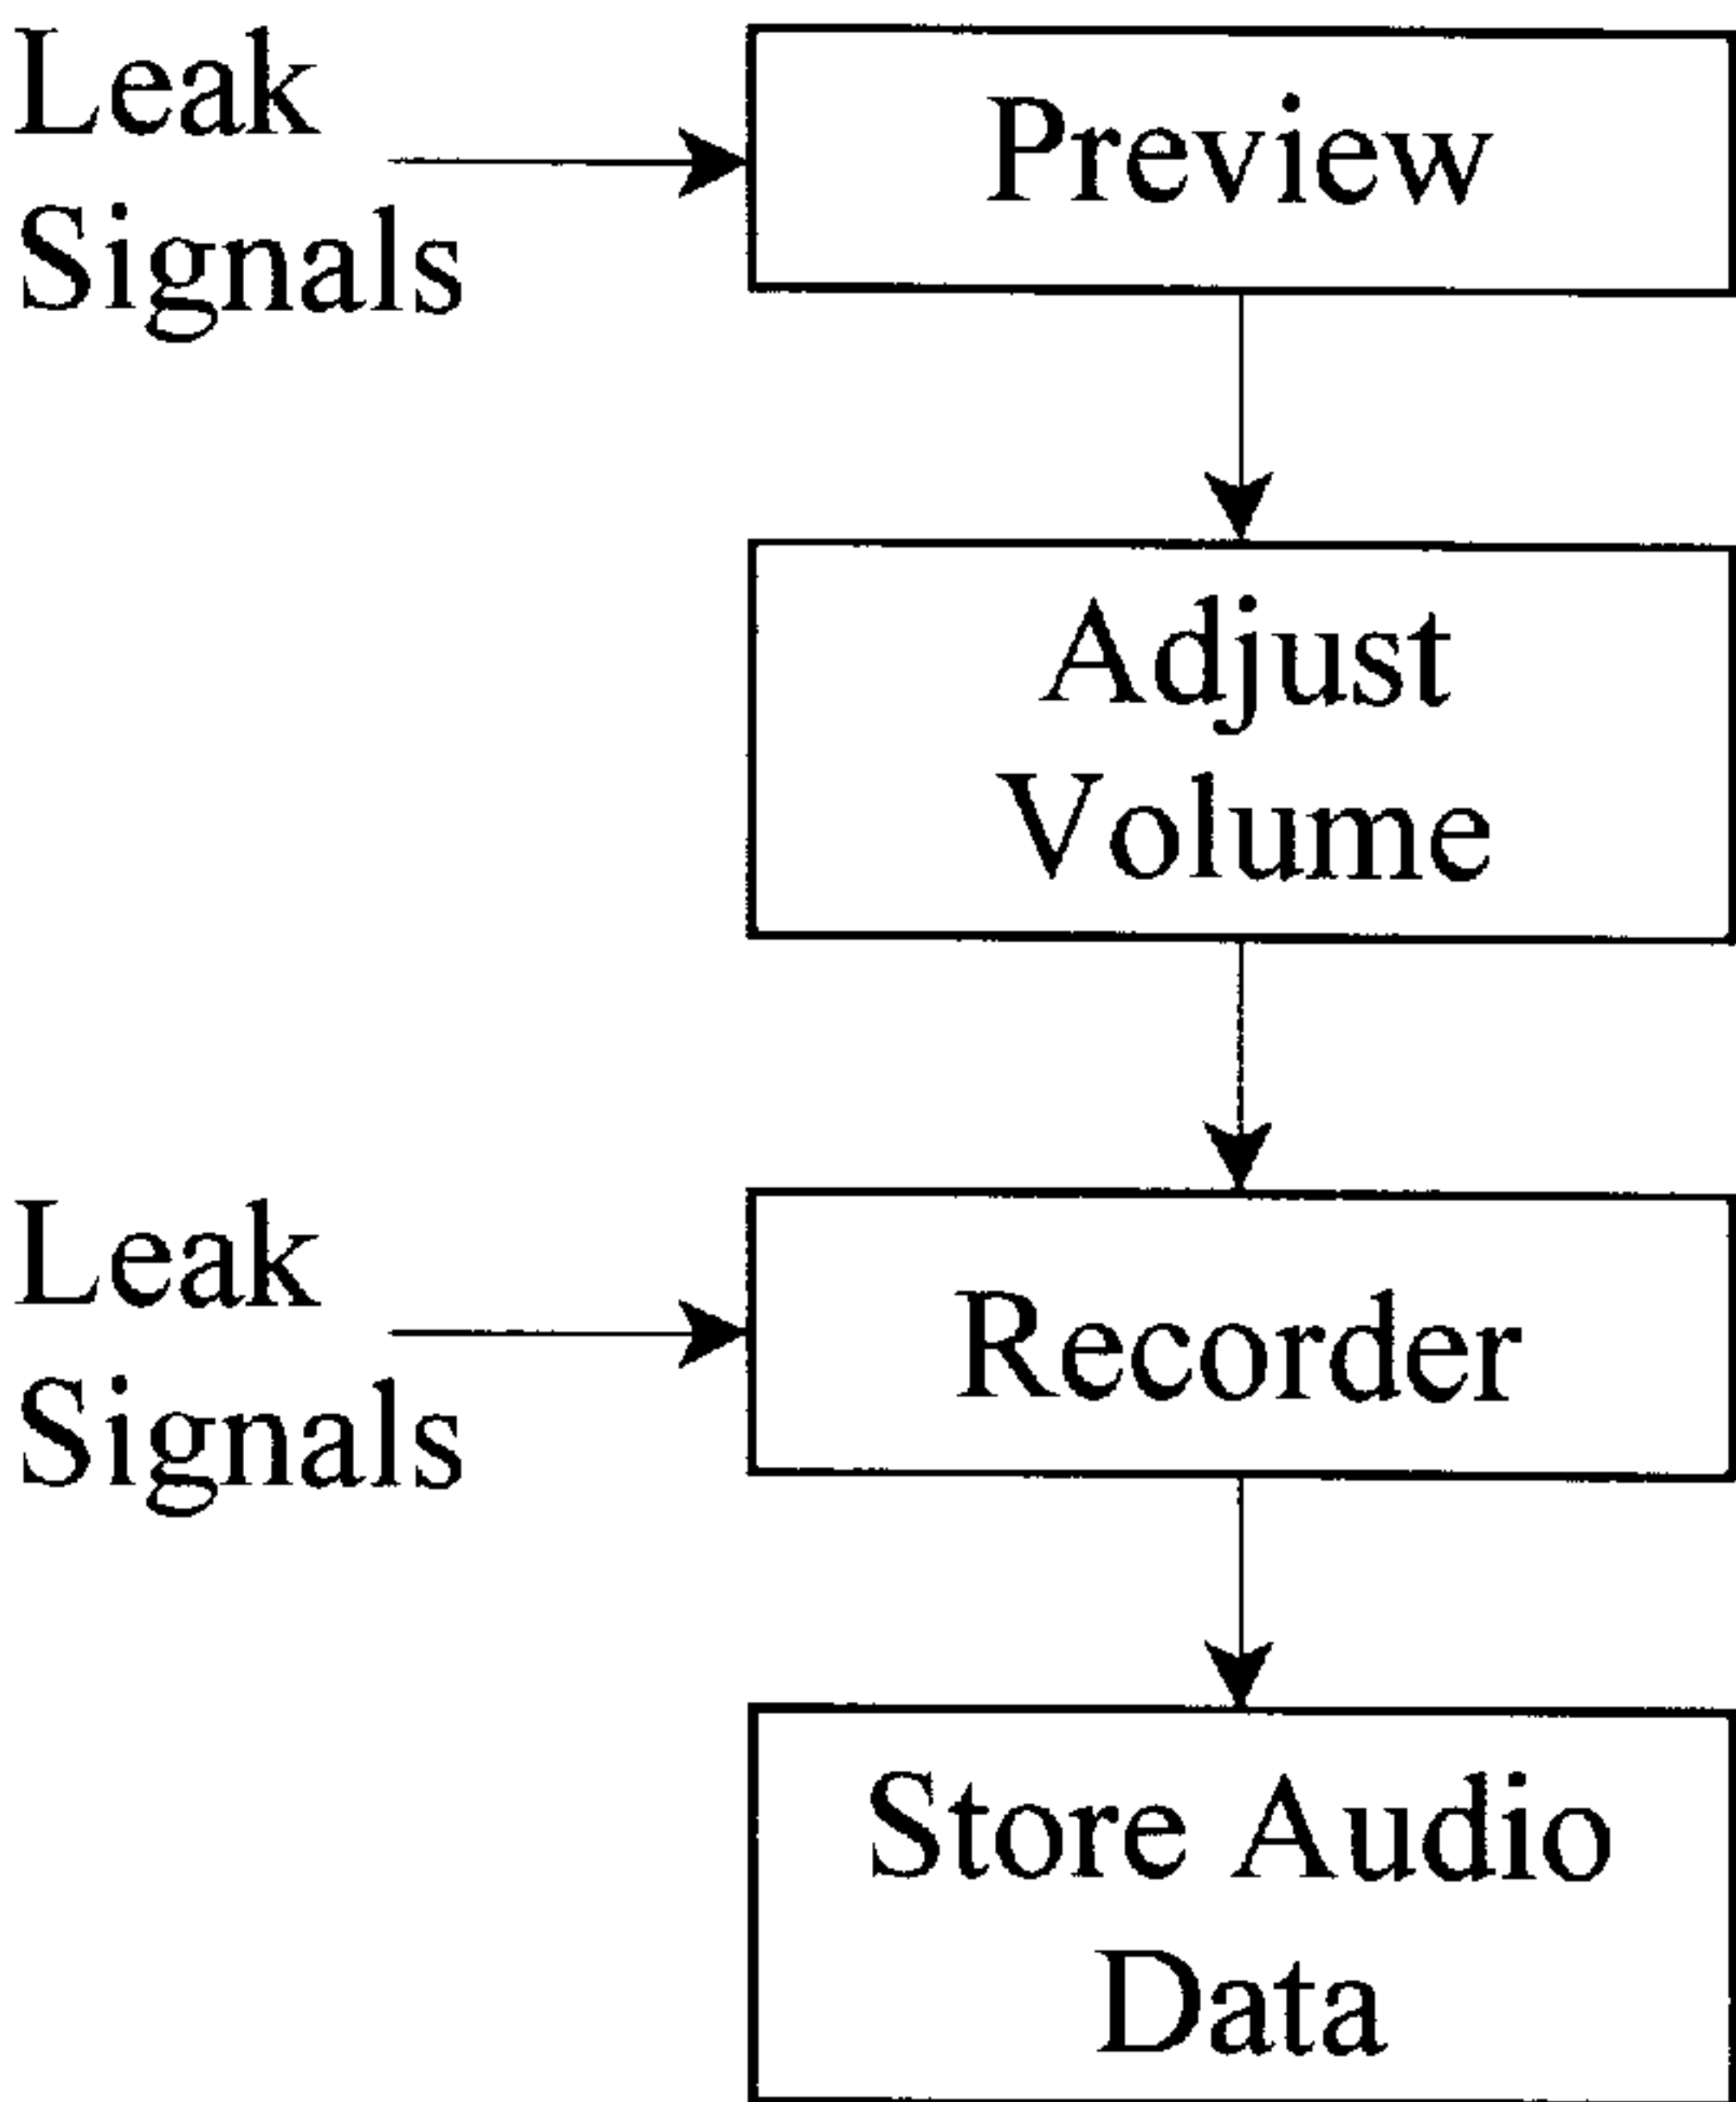 Leak
Signals
Preview
Adjust
Volume
Leak
Signals
Recorder
Store Audio
Data